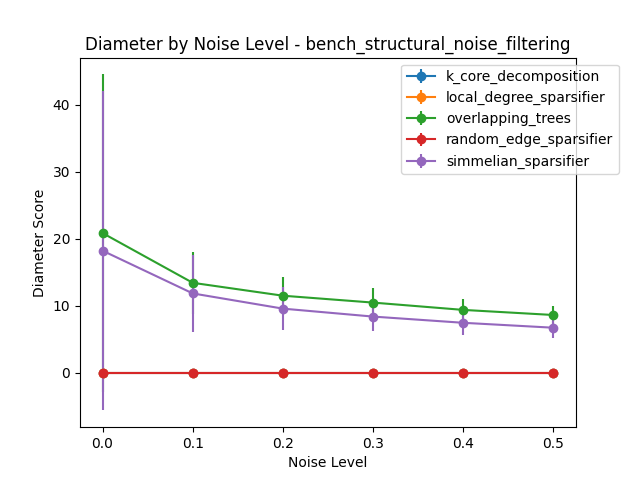 Diameter by Noise Level - bench_structural_noise_filtering
k_core_decomposition
local_degree_sparsifier
overlapping_trees
random_edge_sparsifier
simmelian_sparsifier
Diameter Score
40
30
20
10
0
0.0 0.1 0.2 0.3 0.4 0.5
Noise Level